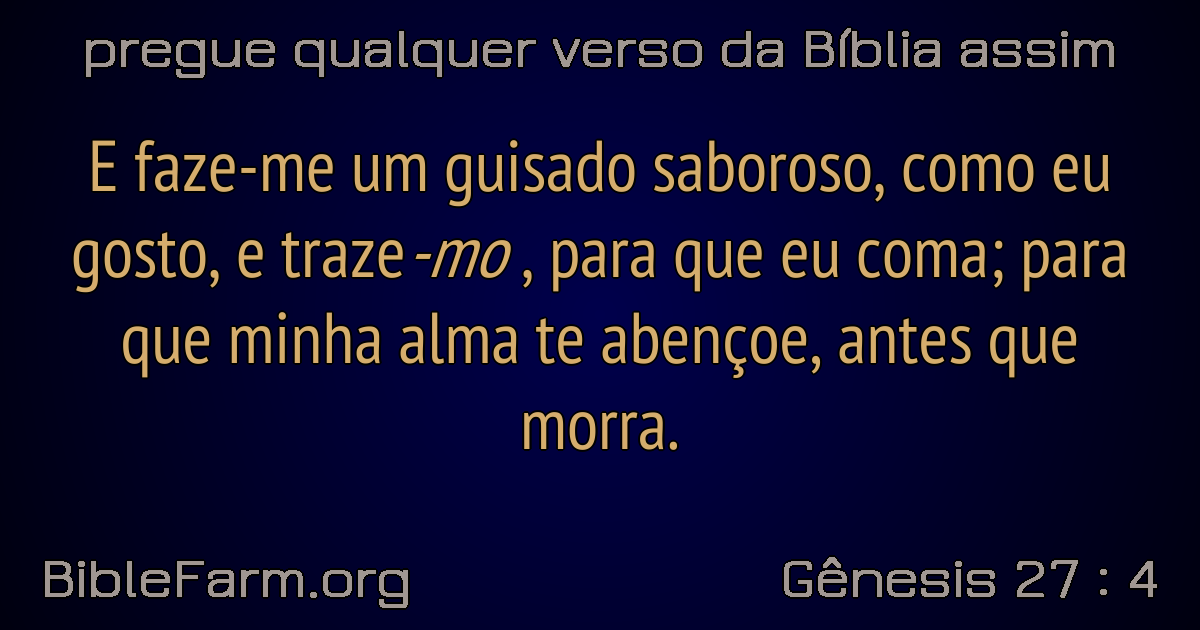 pregue qualquer verso da Bíblia assim
E faze-me um guisado saboroso, como eu
gosto, e traze-mo , para que eu coma; para
que minha alma te abençoe, antes que
morra.
BibleFarm.org
Gênesis 27 : 4